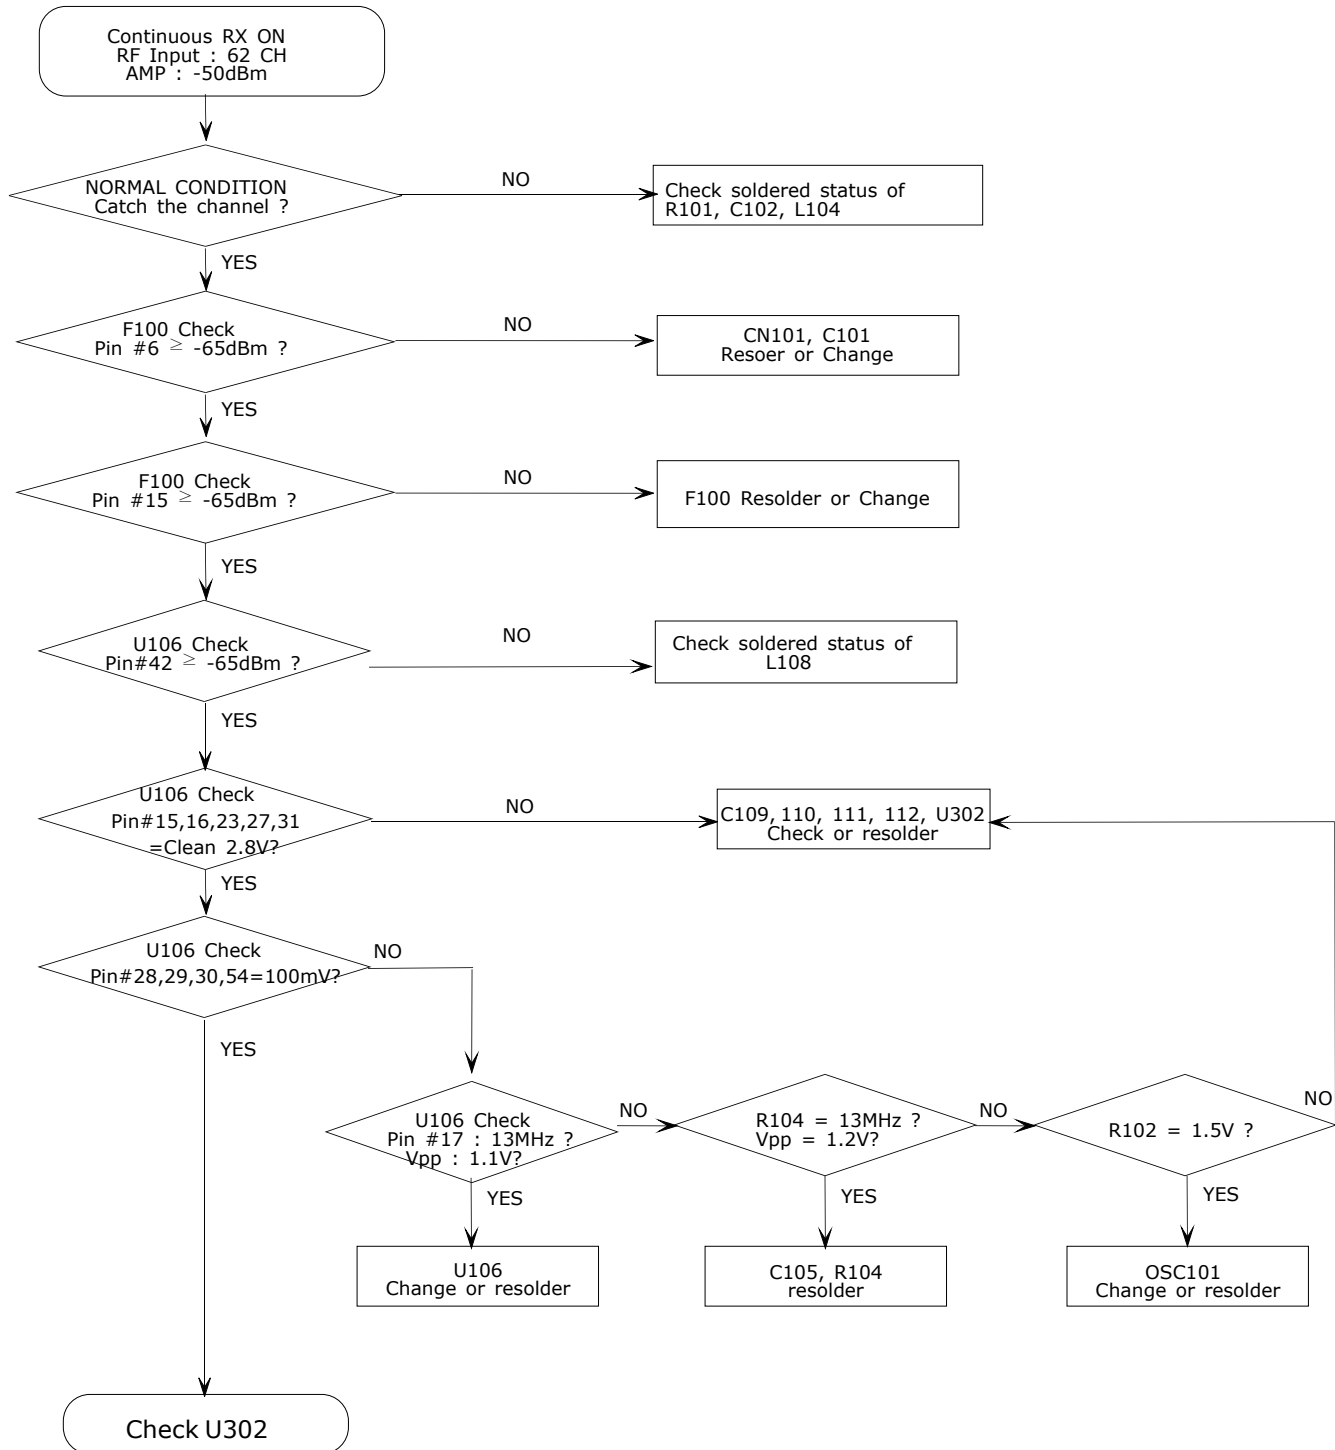 Continuous RX ON
RF Input : 62 CH
AMP : -50dBm
NORMAL CONDITION
Catch the channel ?
NO
Check soldered status of
R101, C102, L104
YES
F100 Check
Pin #6 ≥ -65dBm ?
NO
CN101, C101
Resoer or Change
YES
F100 Check
Pin #15 ≥ -65dBm ?
NO
F100 Resolder or Change
YES
U106 Check
Pin#42 ≥ -65dBm ?
NO
Check soldered status of
L108
YES
U106 Check
Pin#15,16,23,27,31
=Clean 2.8V?
NO
C109, 110, 111, 112, U302
Check or resolder
YES
U106 Check
Pin#28,29,30,54=100mV?
NO
YES
U106 Check
Pin #17 : 13MHz ?
Vpp : 1.1V?
NO
R104 = 13MHz ?
Vpp = 1.2V?
NO
R102 = 1.5V ?
NO
YES
YES
YES
U106
Change or resolder
C105, R104
resolder
OSC101
Change or resolder
Check U302